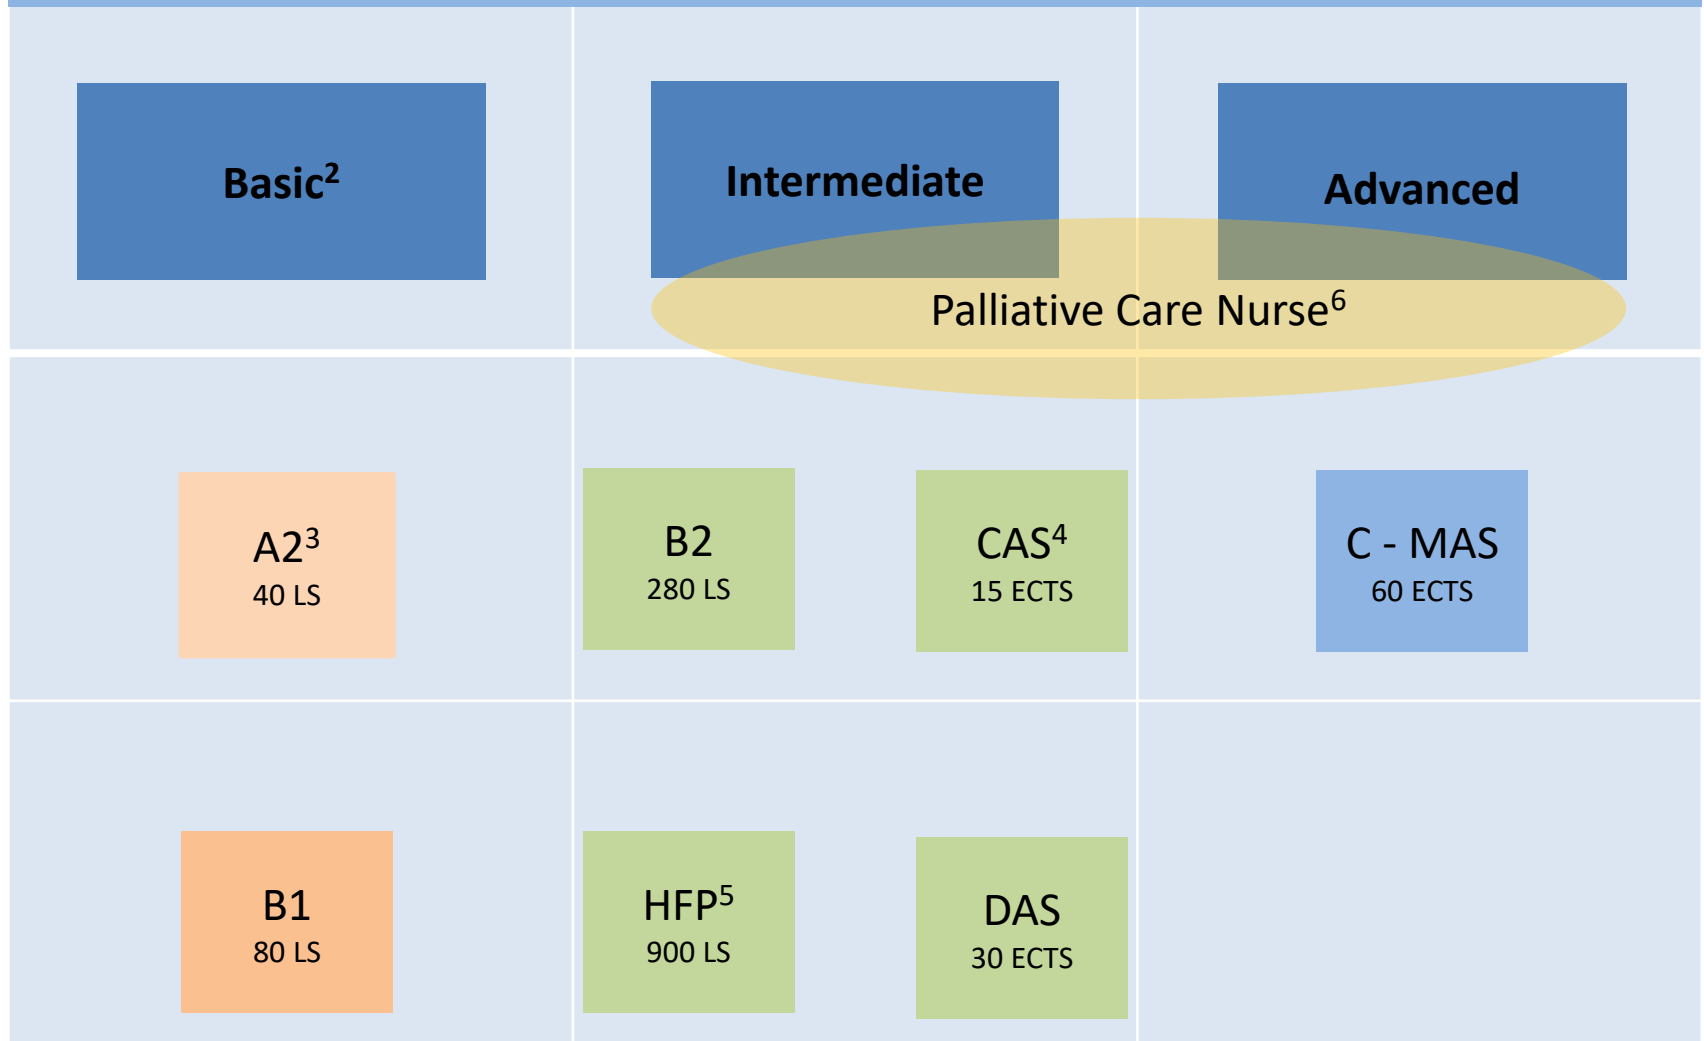 Basic²
Intermediate
Advanced
Palliative Care Nurse⁶
A2³
40 LS
B2
280 LS
CAS⁴
15 ECTS
C - MAS
60 ECTS
B1
80 LS
HFP⁵
900 LS
DAS
30 ECTS